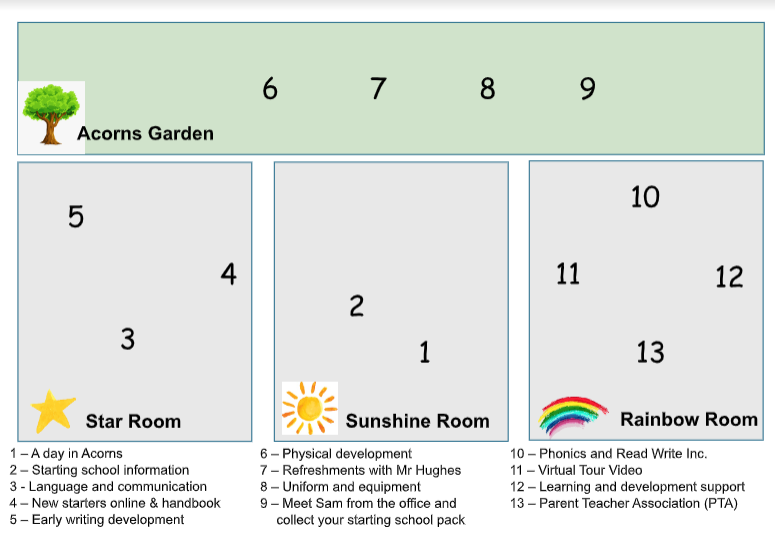 6 7 8 9
Acorns Garden
5
4
3
Star Room
2
1
Sunshine Room
10
11 12
13
Rainbow Room
1 – A day in Acorns
2 – Starting school information
3 - Language and communication
4 – New starters online & handbook
5 – Early writing development
6 – Physical development
7 – Refreshments with Mr Hughes
8 – Uniform and equipment
9 – Meet Sam from the office and
collect your starting school pack
10 – Phonics and Read Write Inc.
11 – Virtual Tour Video
12 – Learning and development support
13 – Parent Teacher Association (PTA)